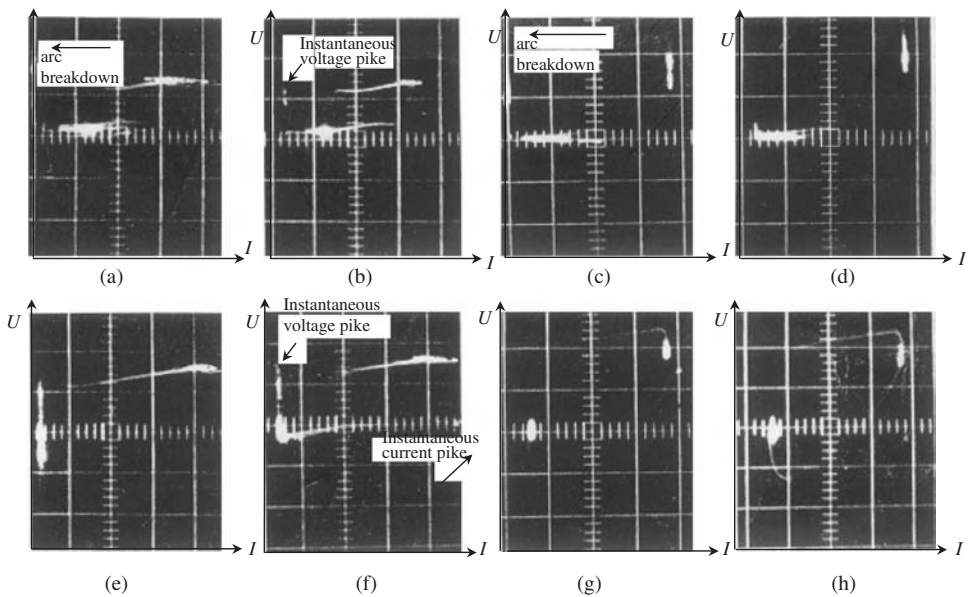 U
arc
breakdown
I
(a)
U
Instantaneous
voltage pike
I
(b)
U
arc
breakdown
I
(c)
U
I
(d)
U
I
(e)
Instantaneous
voltage pike
U
Instantaneous
current pike
I
(f)
U
I
(g)
U
I
(h)